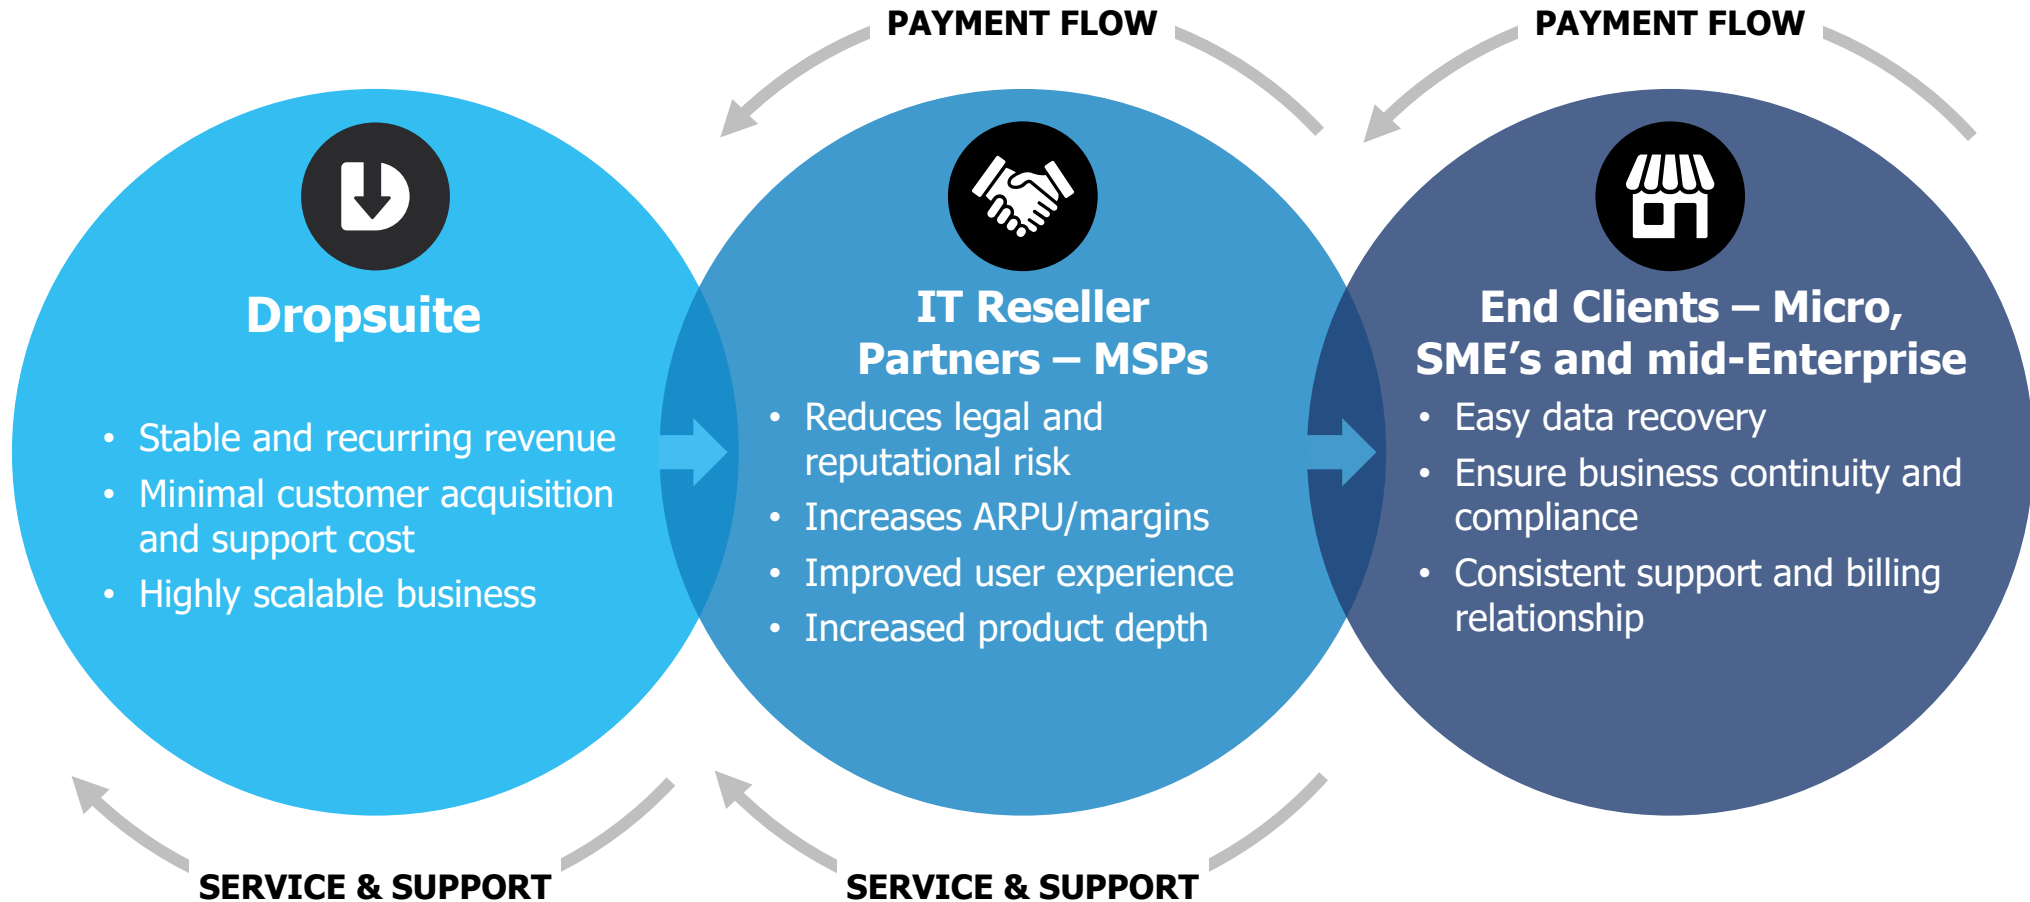 PAYMENT FLOW
PAYMENT FLOW
Dropsuite
• Stable and recurring revenue
• Minimal customer acquisition
and support cost
• Highly scalable business
IT Reseller
Partners – MSPs
• Reduces legal and
reputational risk
• Increases ARPU/margins
• Improved user experience
• Increased product depth
End Clients – Micro,
SME’s and mid-Enterprise
• Easy data recovery
• Ensure business continuity and
compliance
• Consistent support and billing
relationship
SERVICE & SUPPORT
SERVICE & SUPPORT